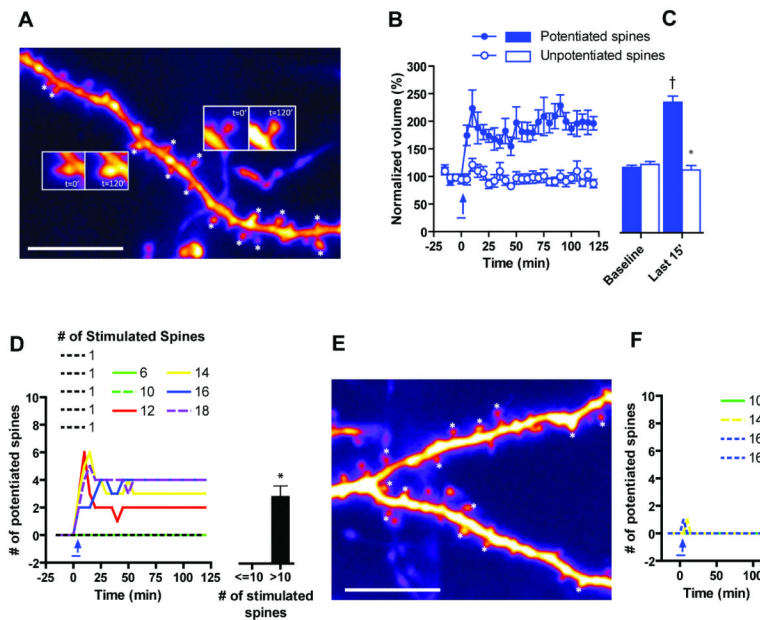 A
t=0'
t=120'
t=0'
t=120'
B
C
Potentiated spines
Unpotentiated spines
Normalized volume (%)
300
250
200
150
100
50
0
-25 0 25 50 75 100 125
Time (min)
†
*
Baseline
Last 15'
D
# of Stimulated Spines
1
1
1
1
1
6
10
12
14
16
18
# of potentiated spines
10
8
6
4
2
0
-2
-25 0 25 50 75 100 125
Time (min)
*
<=10 >10
# of stimulated
spines
E
F
10
14
16
16
# of potentiated spines
10
8
6
4
2
0
-2
0 50 100
Time (min)